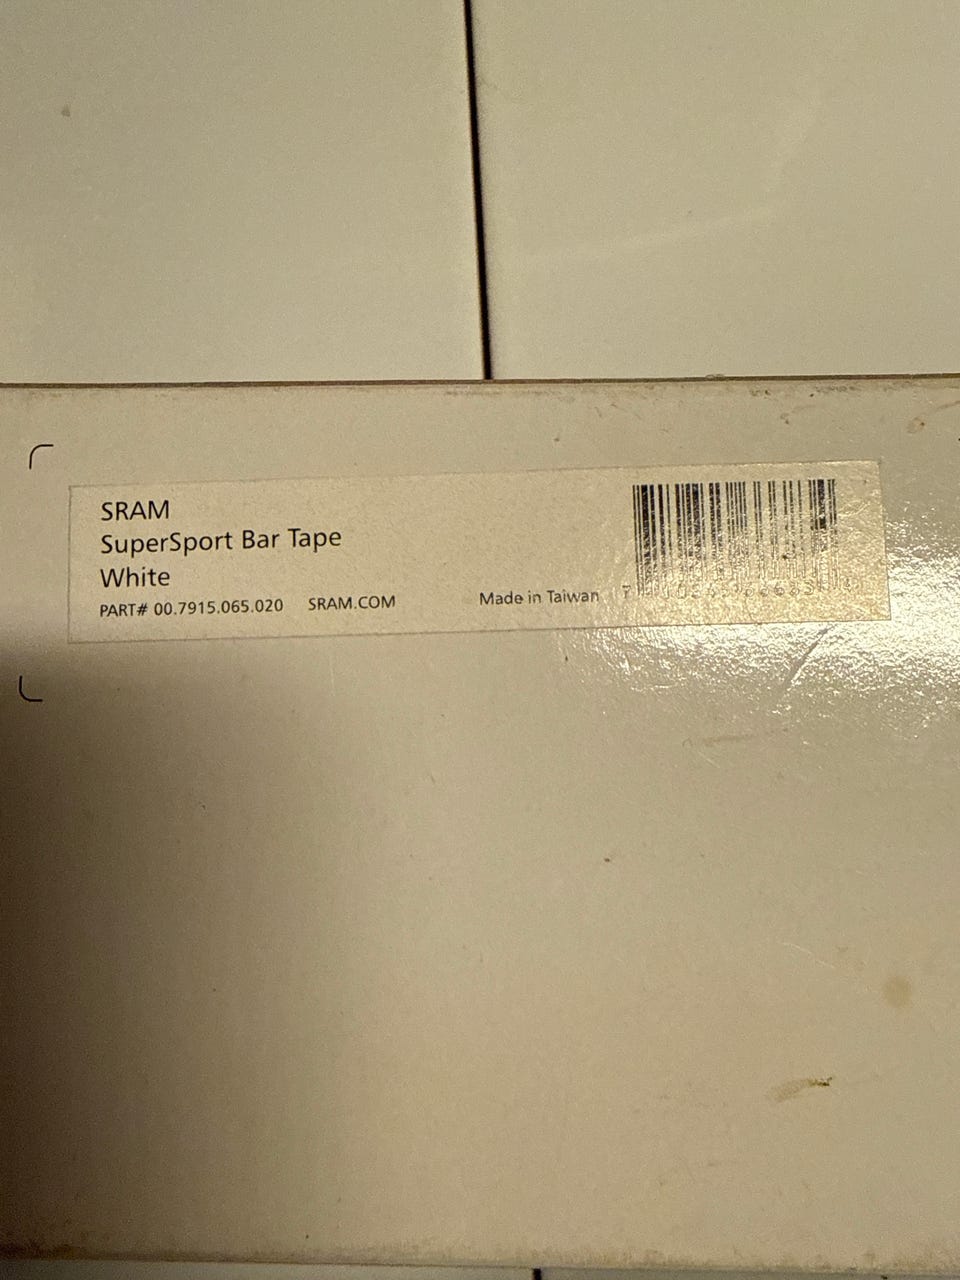 SRAM
SuperSport Bar Tape
White
PART# 00.7915.065.020 SRAM.COM
Made in Taiwan